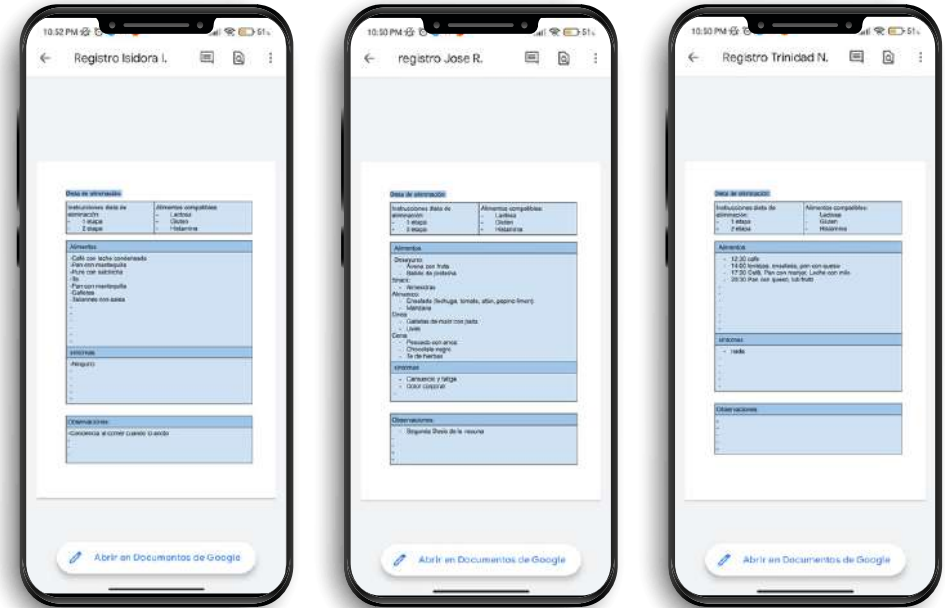 10:52 PM
51
Registro Isidora I.
Dieta de eliminación
Instrucciones dieta de
eliminación:
- 1 etapa
- 2 etapa
Alimentos compatibles:
- Lactosa
- Gluten
- Histamina
Alimentos
-Café con leche condensada
-Pan con mantequilla
-Pure con salchicha
-Pan con mantequilla
-Galletas
-Tallarines con salsa
síntomas
-Ninguno
Observaciones
-Conciencia al comer cuando
Abrir en Documentos de Google
10:50 PM
51
registro Jose R.
Dieta de eliminación
Instrucciones dieta de
eliminación:
- 1 etapa
- 2 etapa
Alimentos compatibles:
- Lactosa
- Gluten
- Histamina
Alimentos
Desayuno:
- Avena con fruta
- Batido de proteína
Snack:
- Almendras
Almuerzo:
- Ensalada (lechuga, tomate, atún, pepino limon)
- Manzana
Once
- Galletas de con palta
- Uvas
Cena
- Pescado con arroz
- Chocolate negro
- Te de hierbas
síntomas
- Cansancio y fatiga
- Dolor corporal
Observaciones
- Segunda Dosis de la vacuna
Abrir en Documentos de Google
10:50 PM
51
Registro Trinidad N.
Dieta de eliminación
Instrucciones dieta de
eliminación:
- 1 etapa
- 2 etapa
Alimentos compatibles:
- Lactosa
- Gluten
- Histamina
Alimentos
- 12:30 café
- 14:00 lentejas, ensalada, pan con queso
- 17:30 Café, Pan con manjar, Leche con milo
- 20:30 Pan con queso, tuti frutti
síntomas
- nada
Observaciones
Abrir en Documentos de Google